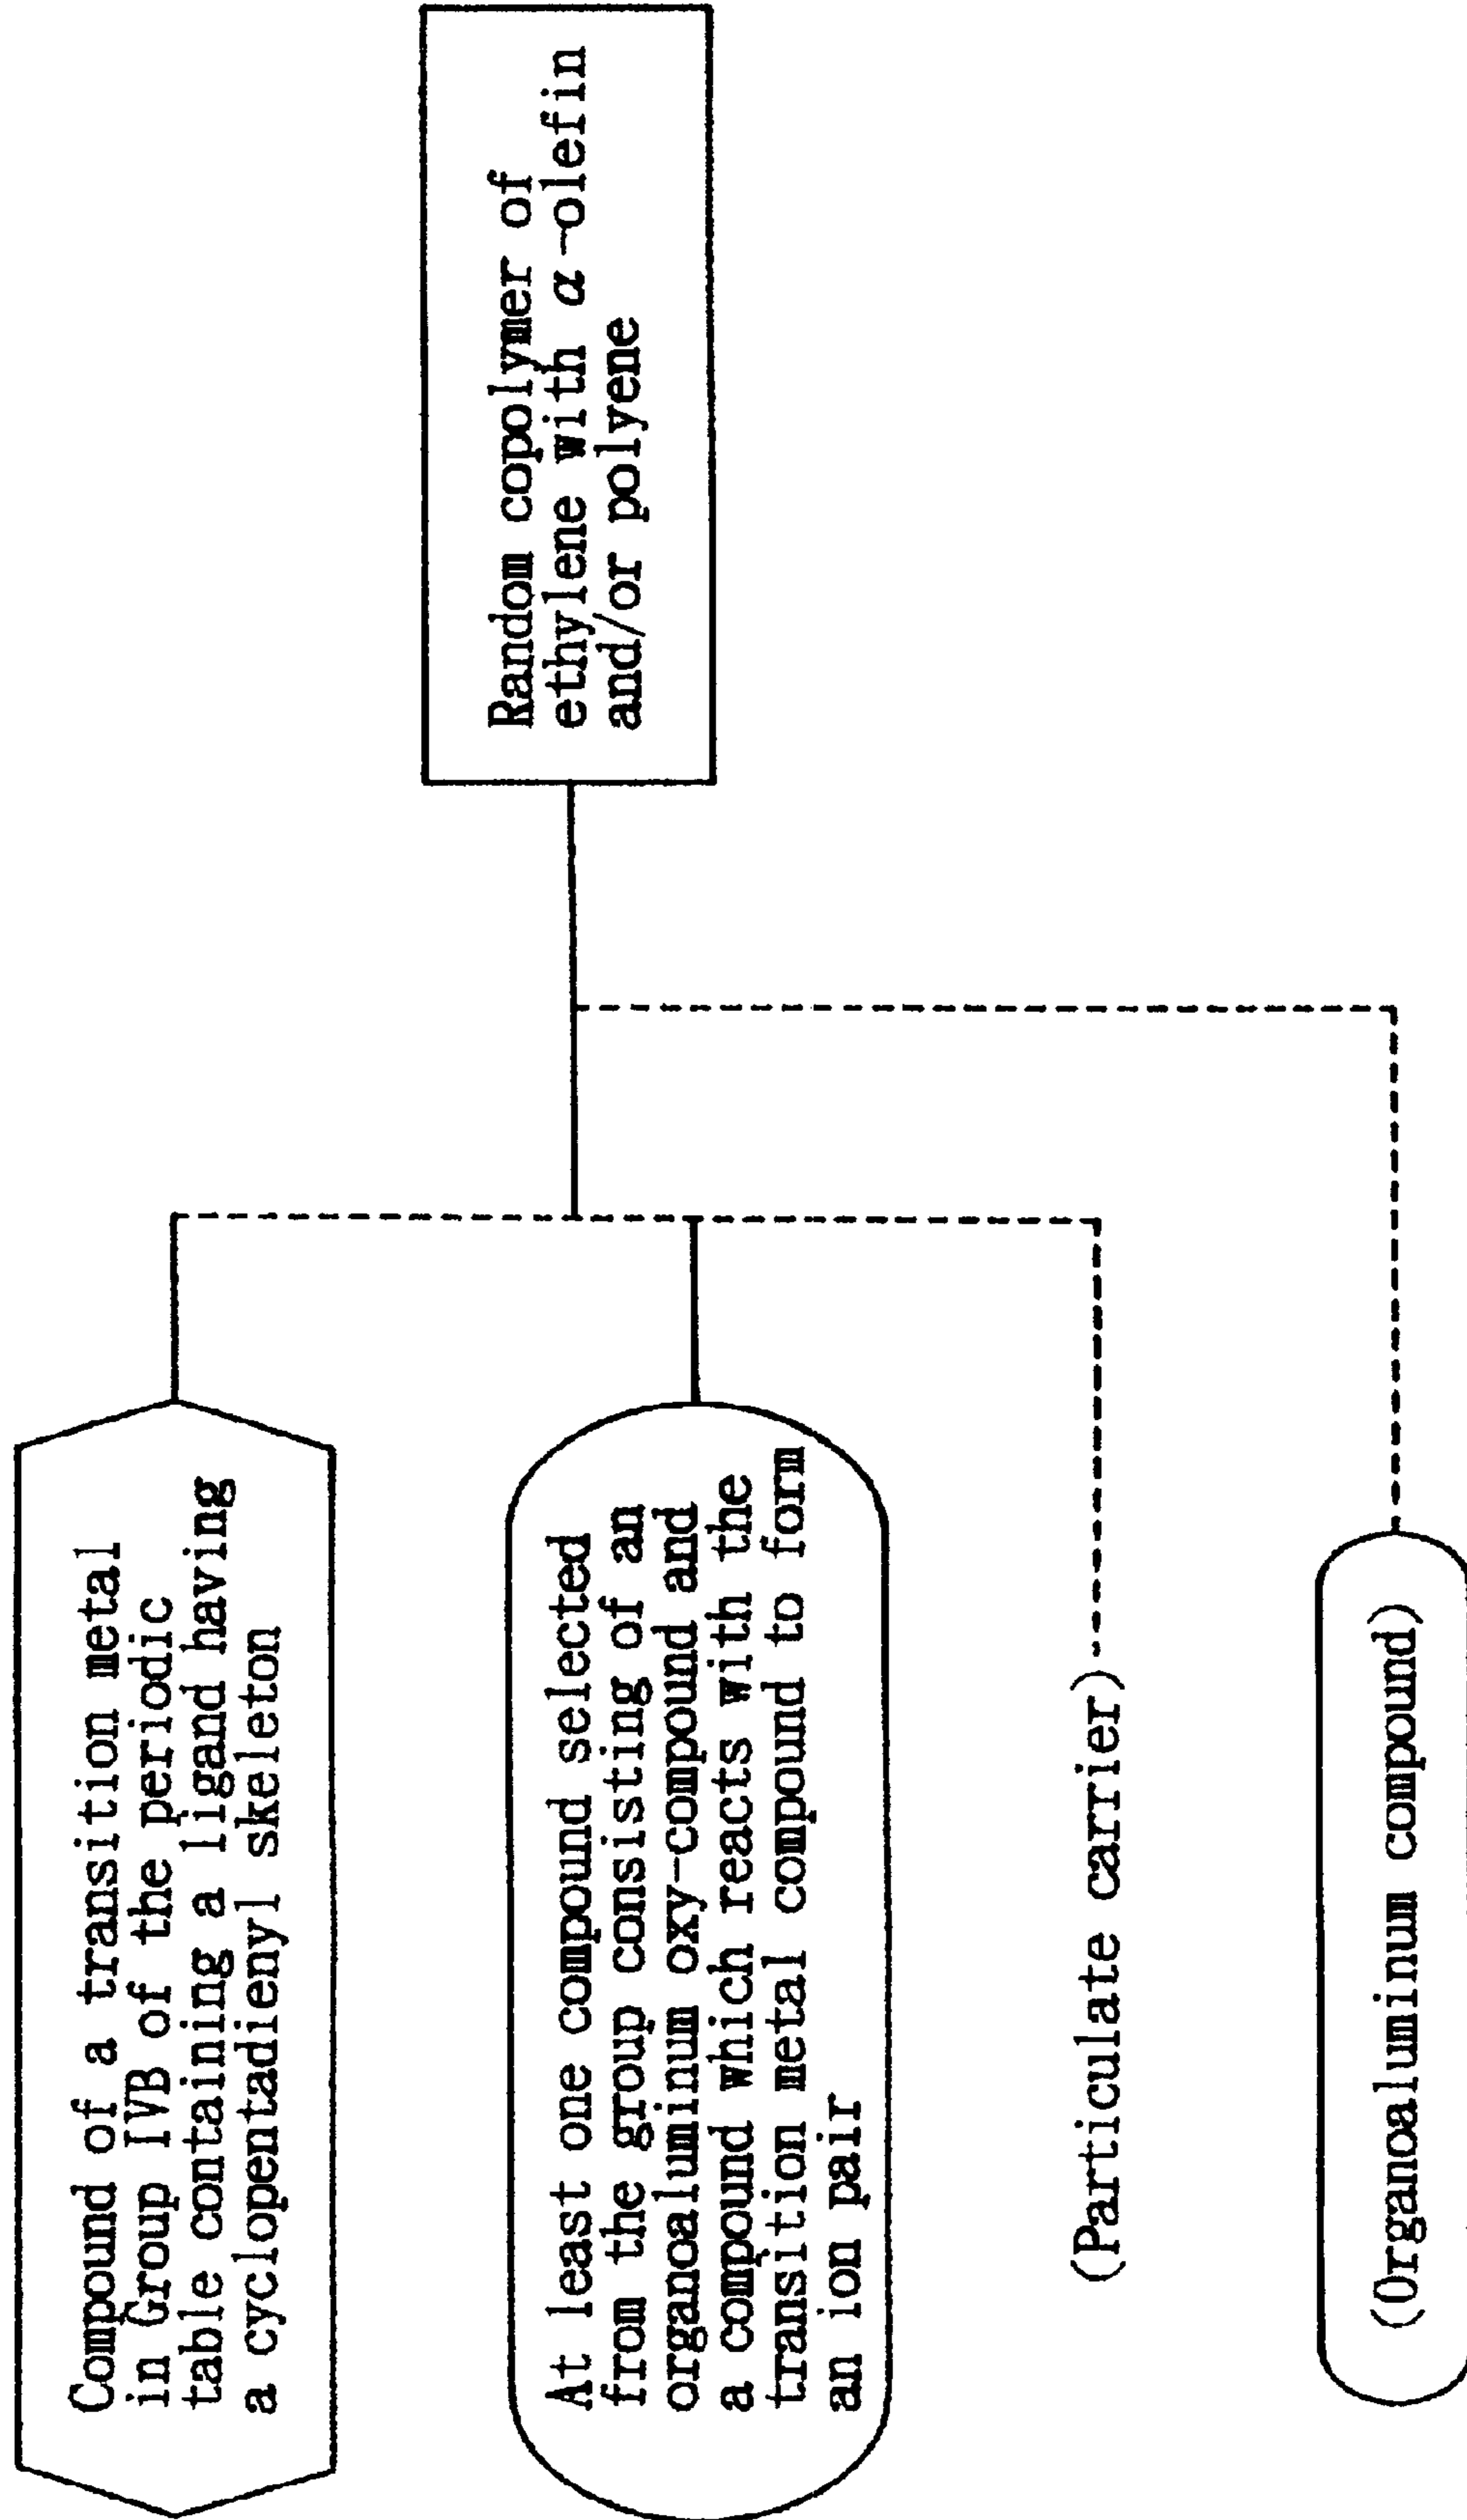 Compound of a transition metal
in Group IVB of the periodic
table containing a ligand having
a cyclopentadienyl skeleton
At least one compound selected
from the group consisting of an
organoaluminum oxy-compound and
a compound which reacts with the
transition metal compound to form
an ion pair
(Particulate carrier)
(Organoaluminum compound)
Random copolymer of
ethylene with α-olefin
and/or polyene